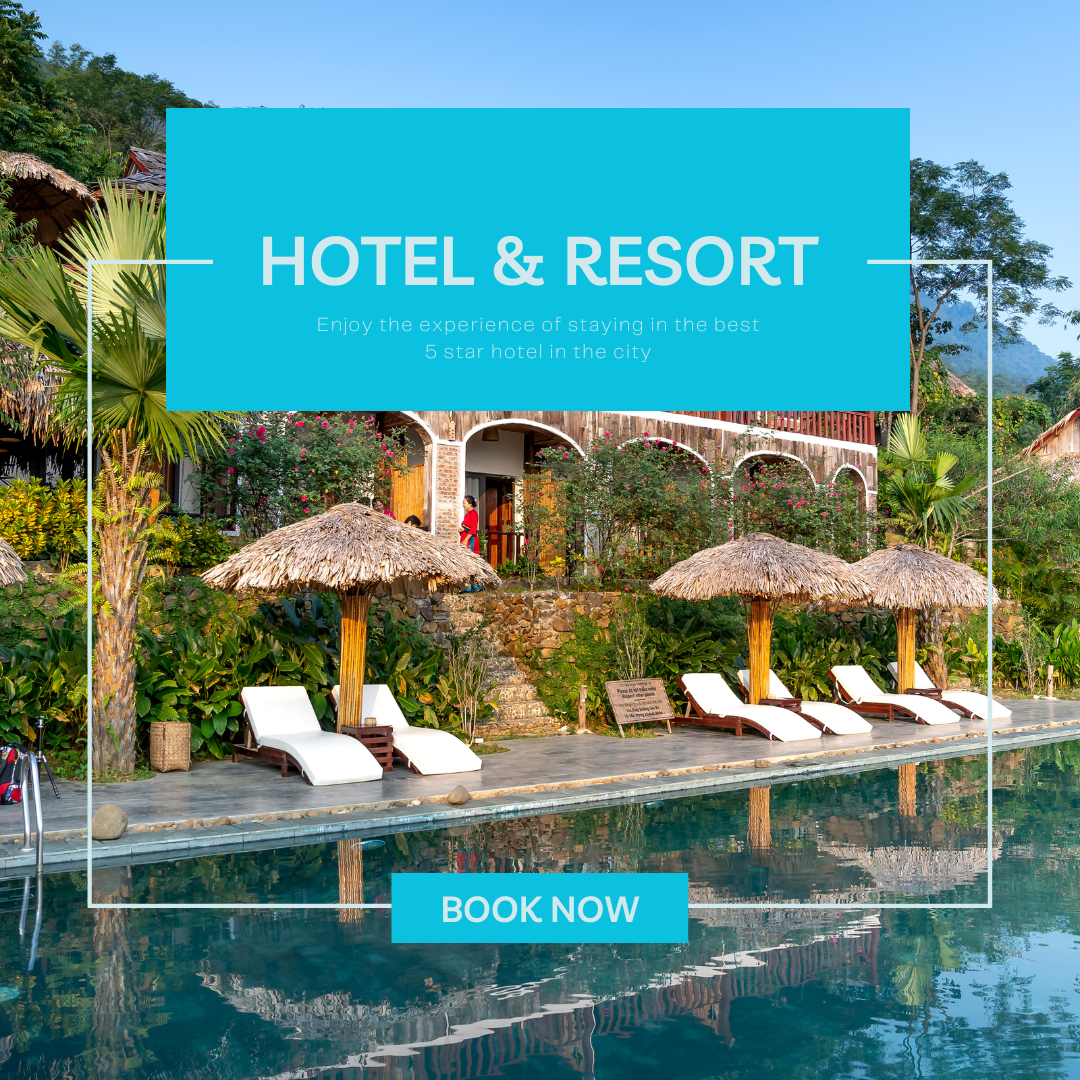 HOTEL & RESORT
Enjoy the experience of staying in the best
5 star hotel in the city
BOOK NOW